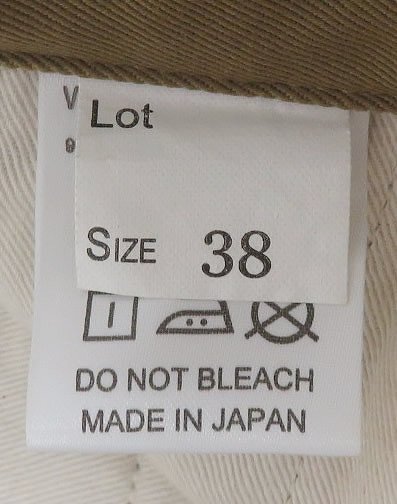 Lot
SIZE 38
DO NOT BLEACH
MADE IN JAPAN